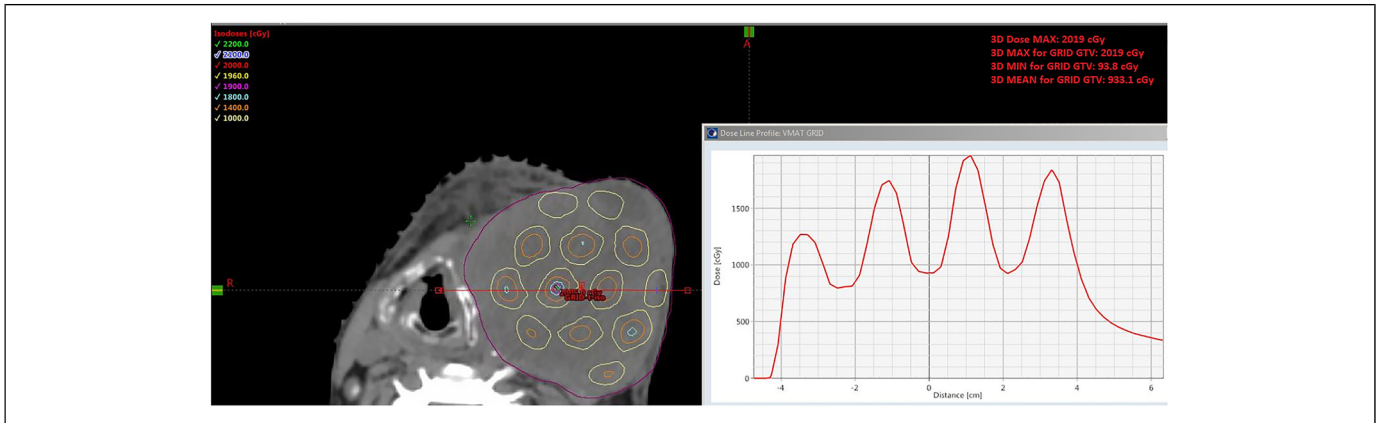 Isodoses [cGy]
✓ 2200.0
✓ 2100.0
✓ 2000.0
✓ 1960.0
✓ 1900.0
✓ 1800.0
✓ 1400.0
✓ 1000.0
A
3D Dose MAX: 2019 cGy
3D MAX for GRID GTV: 2019 cGy
3D MIN for GRID GTV: 93.8 cGy
3D MEAN for GRID GTV: 933.1 cGy
R
Dose Line Profile: VMAT GRID
Dose [cGy]
1500
1000
500
0
-4 -2 0 2 4 6
Distance [cm]